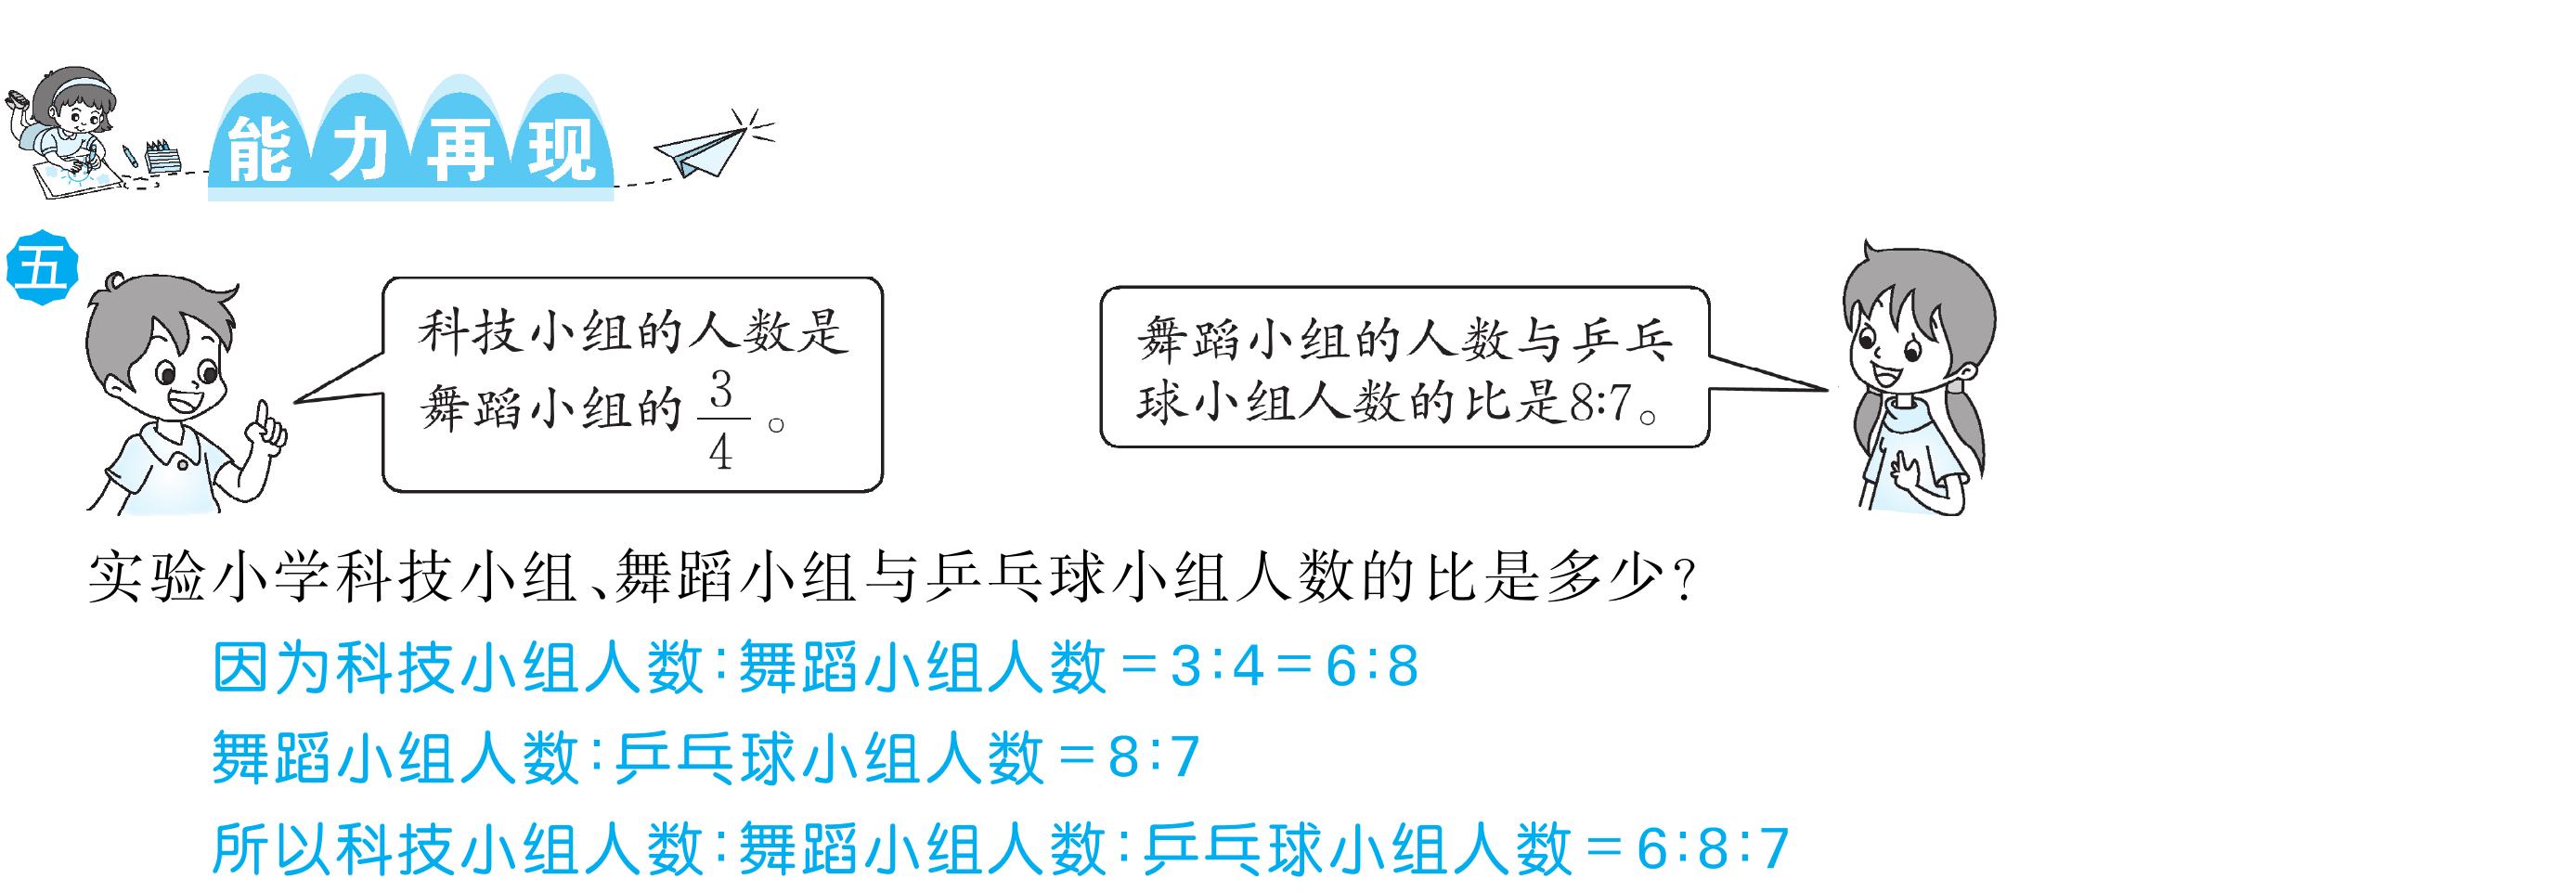 能力再现
五
科技小组的人数是
舞蹈小组的3/4。
舞蹈小组的人数与乒乓
球小组人数的比是8:7。
实验小学科技小组、舞蹈小组与乒乓球小组人数的比是多少?
因为科技小组人数:舞蹈小组人数=3:4=6:8
舞蹈小组人数:乒乓球小组人数=8:7
所以科技小组人数:舞蹈小组人数:乒乓球小组人数=6:8:7